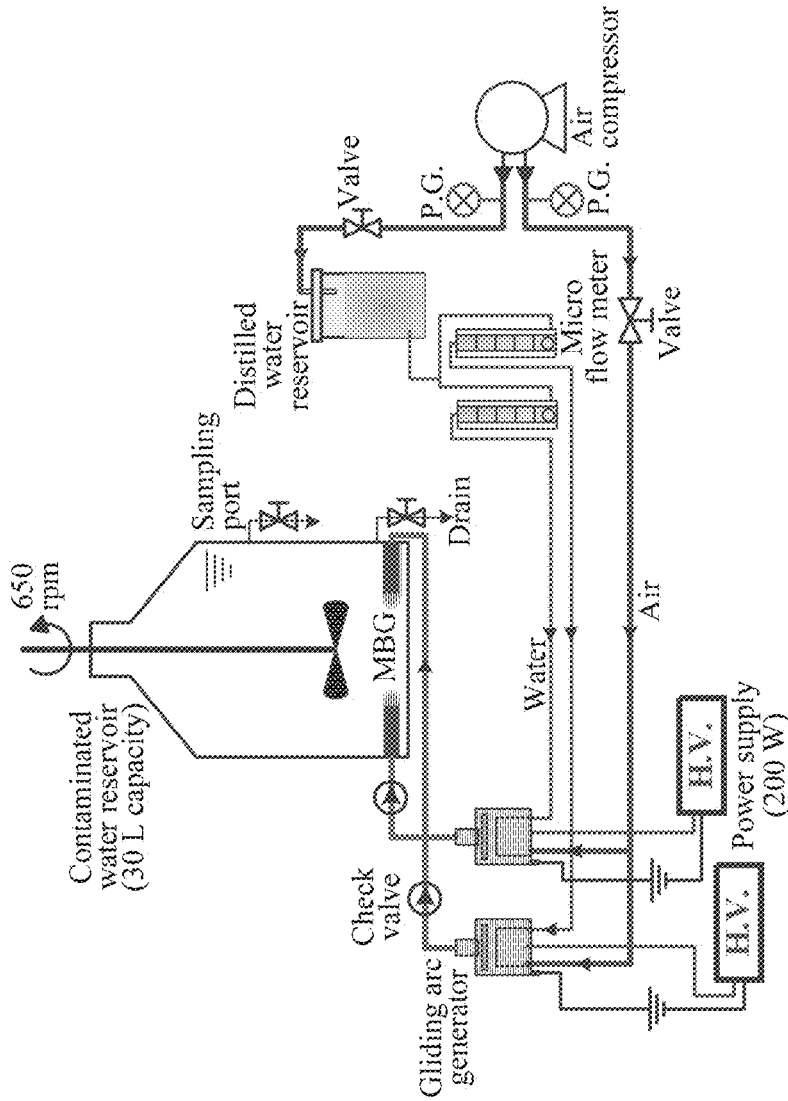 650
rpm
Contaminated
water reservoir
(30 L capacity)
Sampling
port
Drain
MBG
Check
valve
Gliding arc
generator
Distilled
water
reservoir
Valve
P.G.
P.G.
Air
compressor
Micro
flow meter
Valve
Water
Air
H.V.
H.V.
Power supply
(200 W)